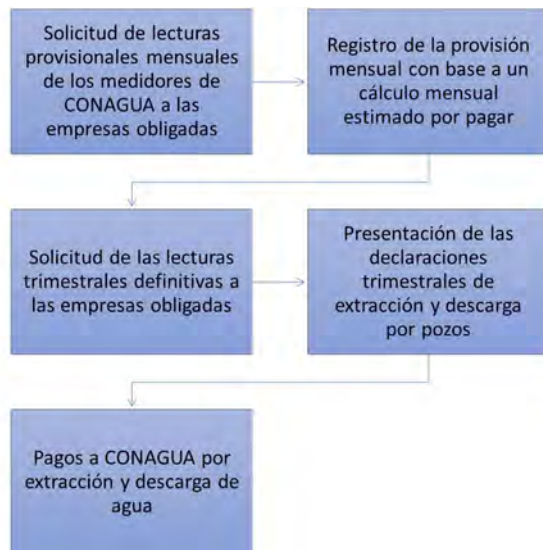 Solicitud de lecturas
provisionales mensuales
de los medidores de
CONAGUA a las
empresas obligadas
Registro de la provisión
mensual con base a un
cálculo mensual
estimado por pagar
Solicitud de las lecturas
trimestrales definitivas a
las empresas obligadas
Presentación de las
declaraciones
trimestrales de
extracción y descarga
por pozos
Pagos a CONAGUA por
extracción y descarga de
agua